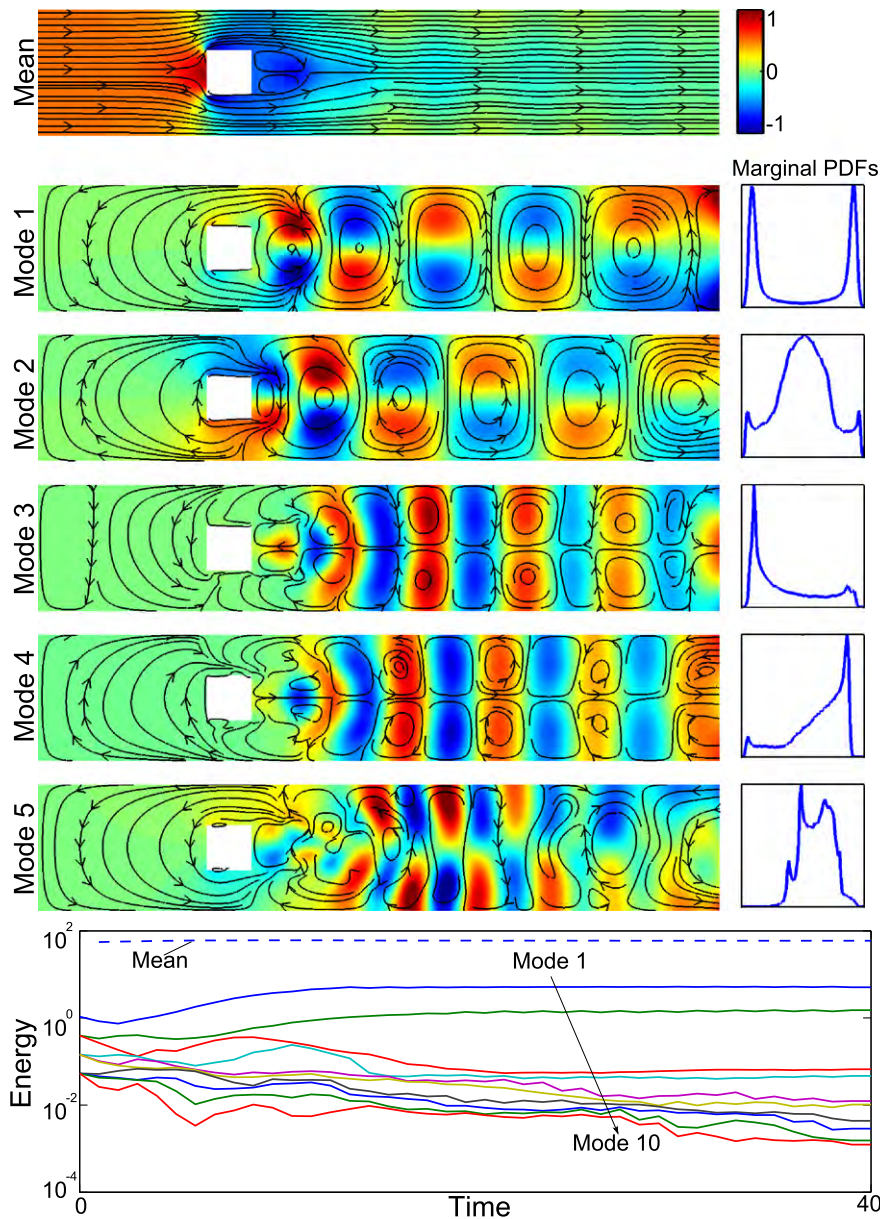 Mean
1
0
-1
Marginal PDFs
Mode 1
Mode 2
Mode 3
Mode 4
Mode 5
Energy
10^2
10^0
10^-2
10^-4
Mean
Mode 1
Mode 10
0
Time
40